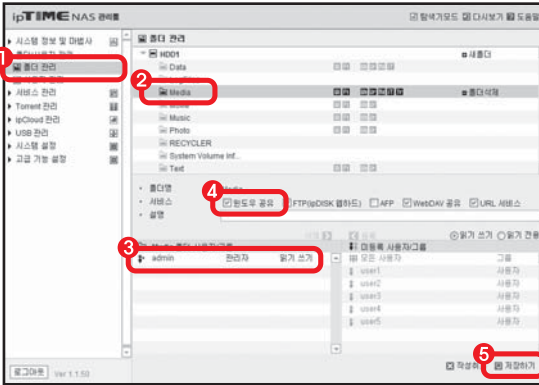 ipTIME NAS 관리
탐색기모드 다시보기 도움말
시스템 정보 및 마법사
폴더 관리
서비스 관리
Torrent 관리
ipCloud 관리
USB 관리
시스템 설정
고급 기능 설정
로그아웃 Ver 1.1.50
폴더 관리
HDD1 새폴더
Data
Media 폴더삭제
Music
Photo
RECYCLER
System Volume Inf...
Text
폴더명
서비스 윈도우 공유 FTP(ipDISK 웹하드) AFP WebDAV 공유 URL 서비스
설명
읽기 쓰기 읽기 전용
미등록 사용자/그룹
admin 관리자 읽기 쓰기
모든 사용자 그룹
user1 사용자
user2 사용자
user3 사용자
user4 사용자
user5 사용자
저장하기
1
2
3
4
5